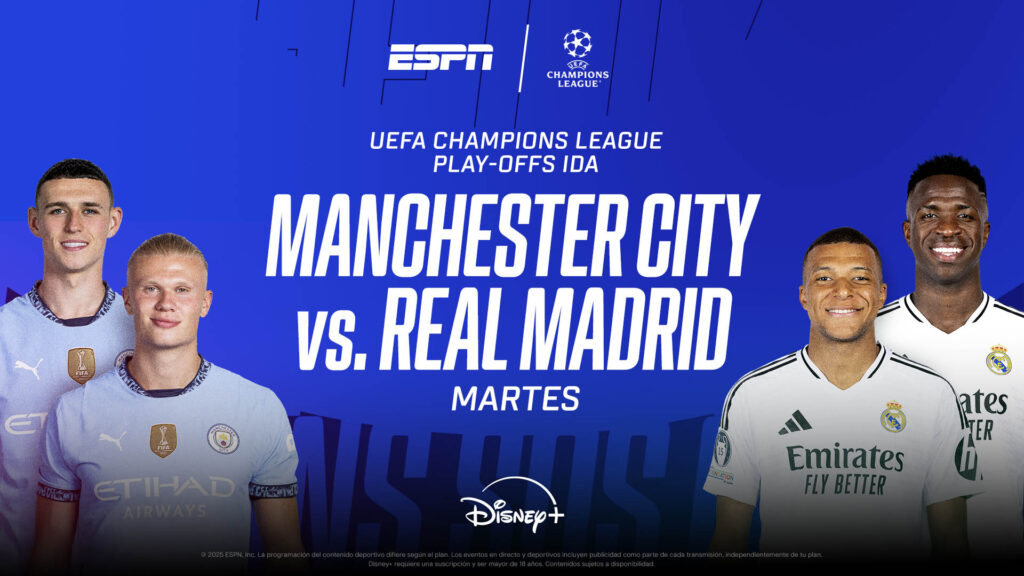 ESPN
UEFA
CHAMPIONS
LEAGUE
UEFA CHAMPIONS LEAGUE
PLAY-OFFS IDA
MANCHESTER CITY
vs. REAL MADRID
MARTES
FIFA
FIFA
ETIHAD
AIRWAYS
Emirates
FLY BETTER
15
Disney+
© 2025 ESPN, Inc. La programación del contenido deportivo difiere según el plan. Los eventos en directo y deportivos incluyen publicidad como parte de cada transmisión, independientemente de tu plan.
Disney+ requiere una suscripción y ser mayor de 18 años. Contenidos sujetos a disponibilidad.